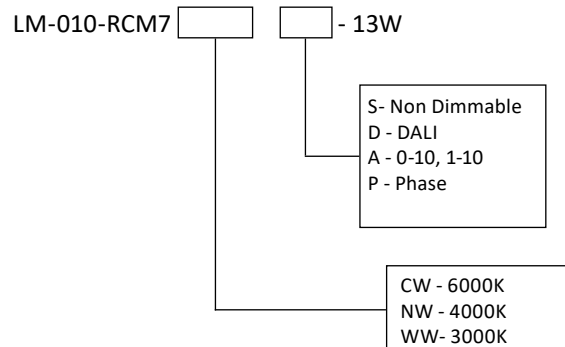 LM-010-RCM7 - 13W
S- Non Dimmable
D - DALI
A - 0-10, 1-10
P - Phase
CW - 6000K
NW - 4000K
WW- 3000K